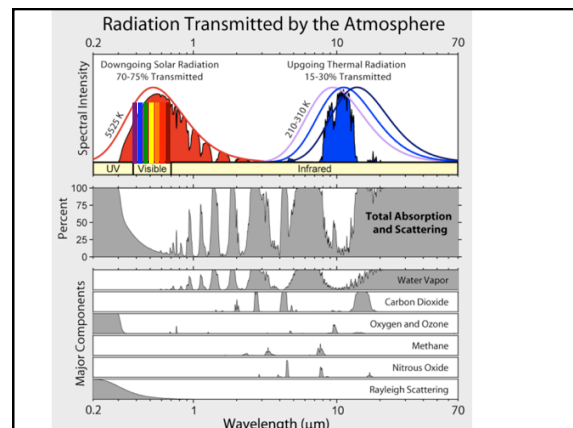 Radiation Transmitted by the Atmosphere
0.2 1 10 70
Downgoing Solar Radiation
70-75% Transmitted
Upgoing Thermal Radiation
15-30% Transmitted
Spectral Intensity
5525 K
210-310 K
UV Visible Infrared
Percent
100
75
50
25
0
Total Absorption
and Scattering
Major Components
Water Vapor
Carbon Dioxide
Oxygen and Ozone
Methane
Nitrous Oxide
Rayleigh Scattering
0.2 1 10 70
Wavelength (μm)